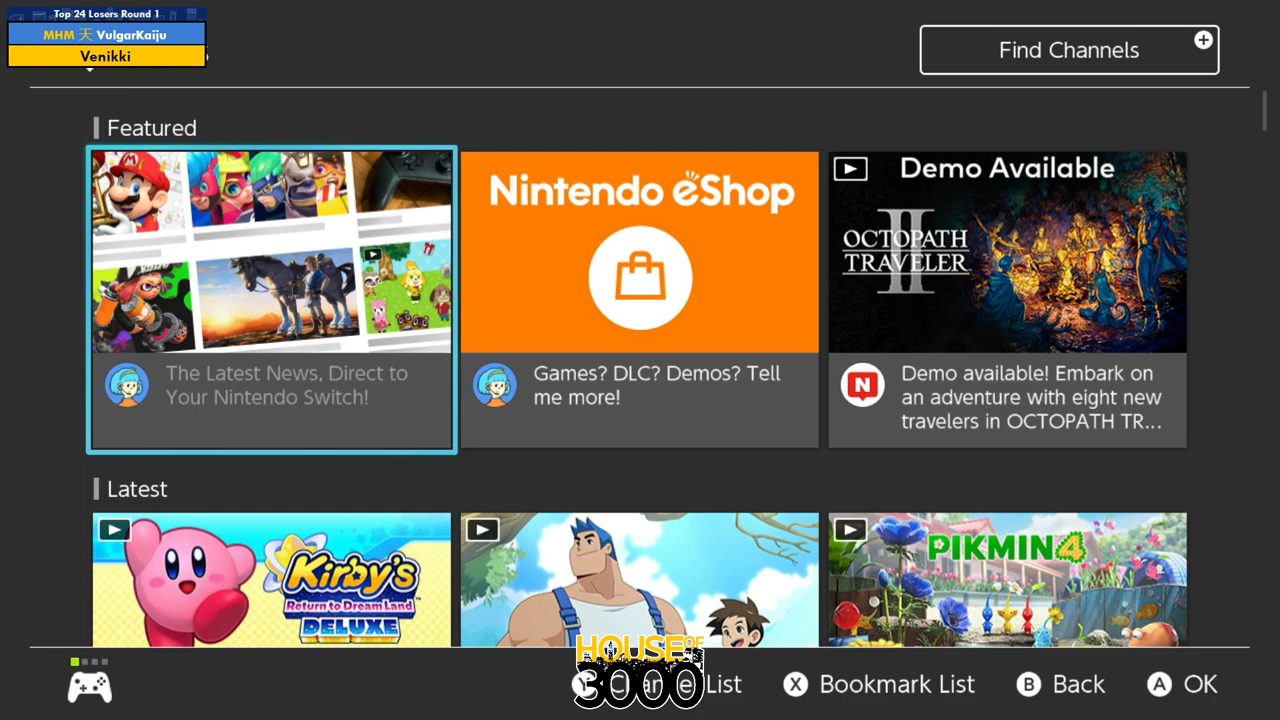 Top 24 Losers Round 1
MHM 天 VulgarKaiju
Venikki
Find Channels
Featured
Nintendo eShop
Demo Available
OCTOPATH
TRAVELER
II
The Latest News, Direct to
Your Nintendo Switch!
Games? DLC? Demos? Tell
me more!
N
Demo available! Embark on
an adventure with eight new
travelers in OCTOPATH TR...
Latest
Kirby's
Return to Dream Land
DELUXE
PIKMIN 4
HOUSE OF
3000
List
X Bookmark List
B Back
A OK